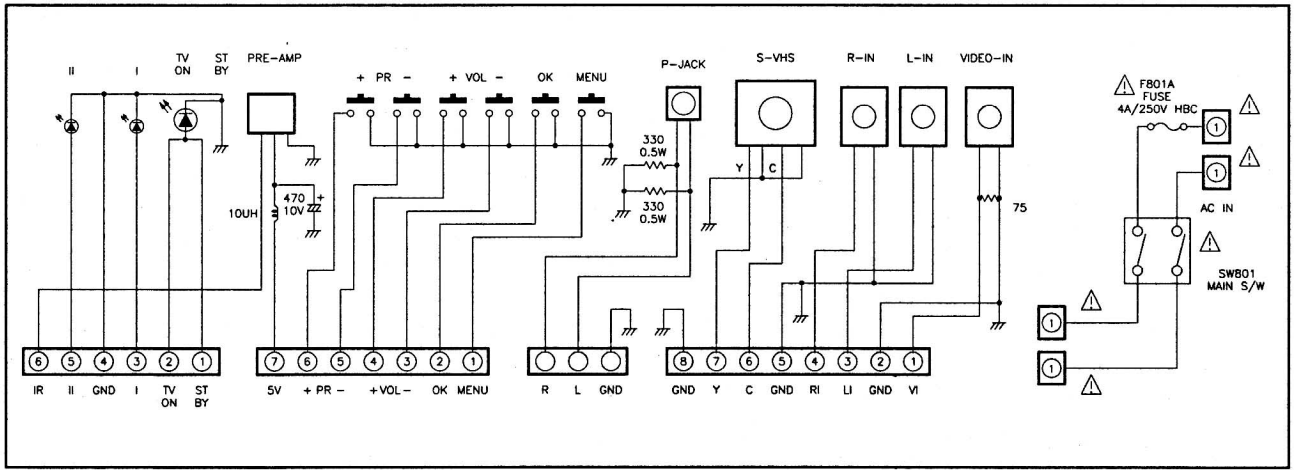 II
I
TV
ON
ST
BY
PRE-AMP
+ PR -
+ VOL -
OK
MENU
P-JACK
S-VHS
R-IN
L-IN
VIDEO-IN
F801A
FUSE
4A/250V HBC
1
1
AC IN
330
0.5W
330
0.5W
Y
C
75
10UH
470
10V
+
SW801
MAIN S/W
1
1
6 5 4 3 2 1
IR II GND I TV ON ST BY
7 6 5 4 3 2 1
5V + PR - +VOL- OK MENU
R L GND
8 7 6 5 4 3 2 1
GND Y C GND RI LI GND VI
! ! ! ! ! !